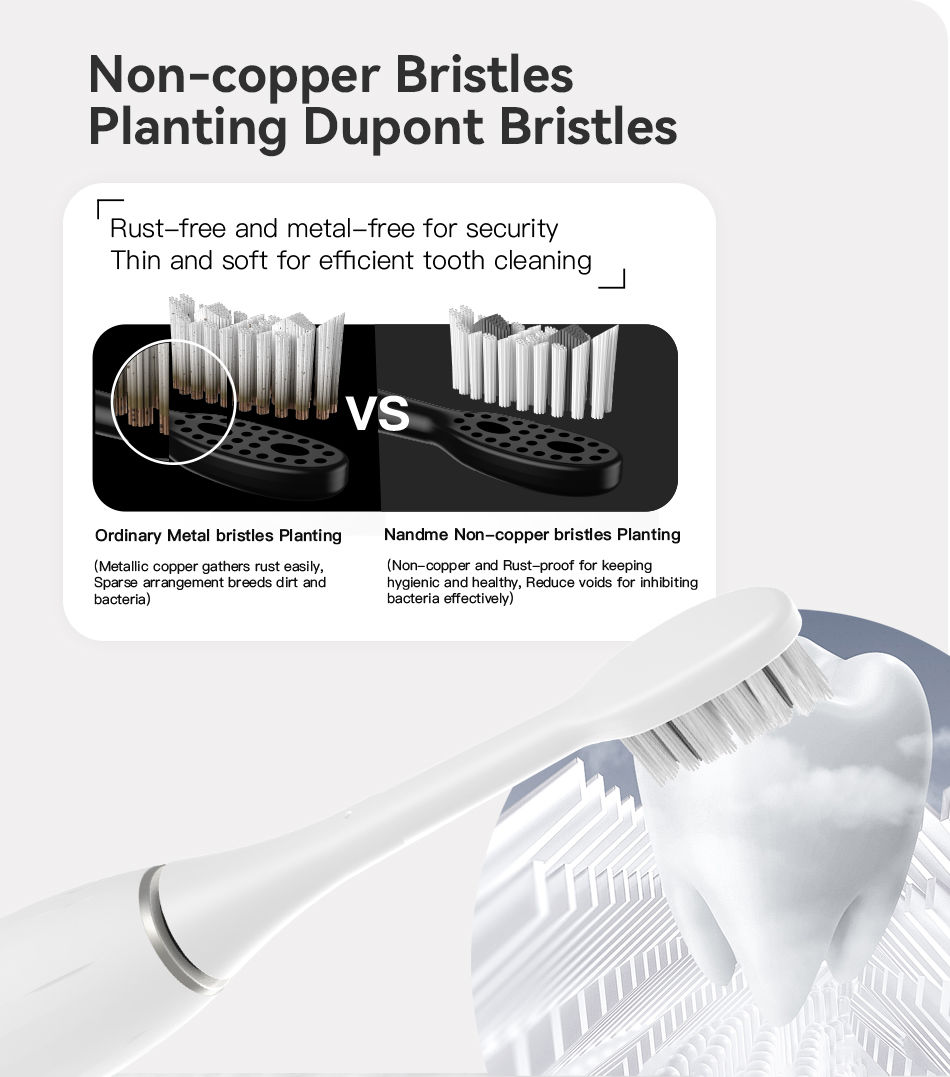 Non-copper Bristles
Planting Dupont Bristles
Rust-free and metal-free for security
Thin and soft for efficient tooth cleaning
VS
Ordinary Metal bristles Planting
Nandme Non-copper bristles Planting
(Metallic copper gathers rust easily,
Sparse arrangement breeds dirt and
bacteria)
(Non-copper and Rust-proof for keeping
hygienic and healthy, Reduce voids for inhibiting
bacteria effectively)